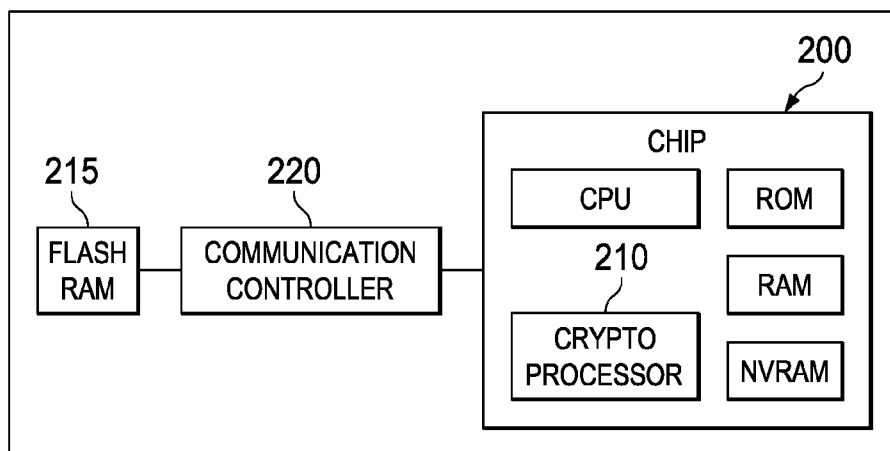 200
CHIP
215
220
CPU
ROM
FLASH
RAM
COMMUNICATION
CONTROLLER
210
RAM
CRYPTO
PROCESSOR
NVRAM